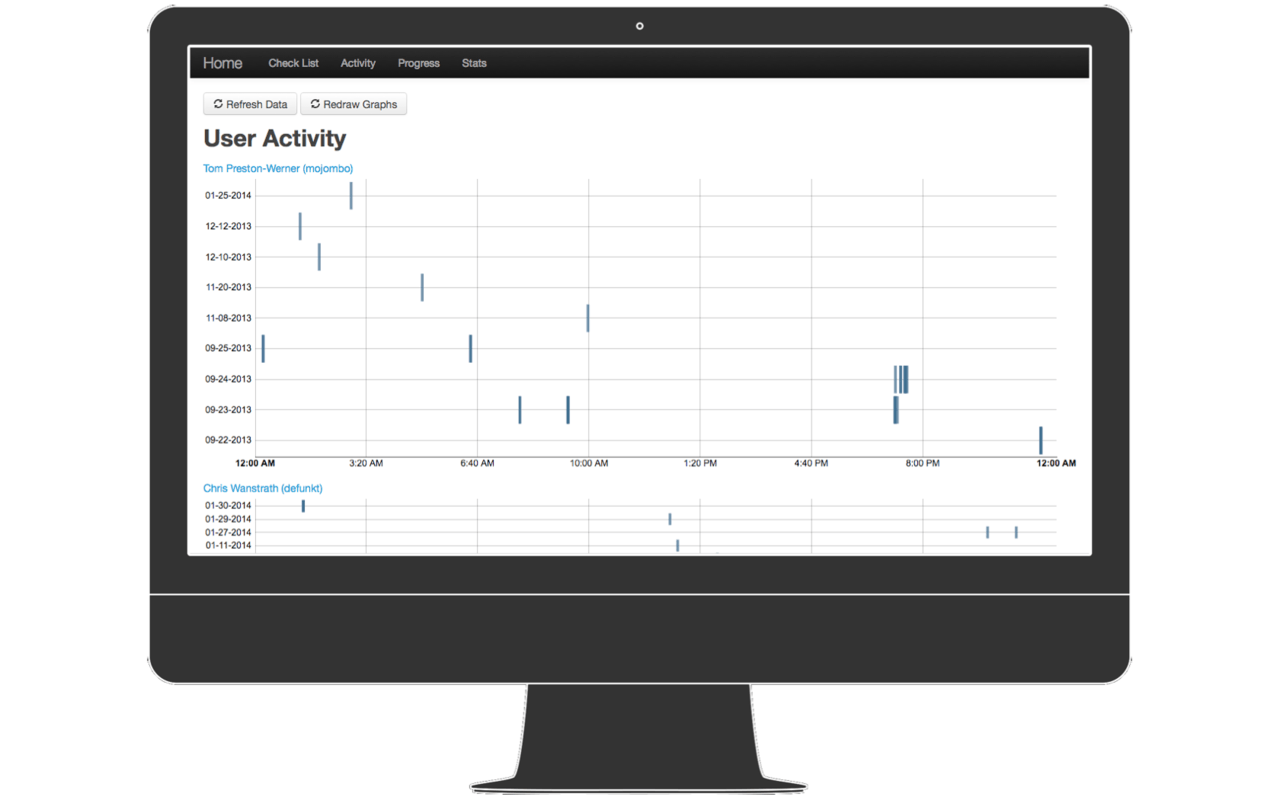 Home Check List Activity Progress Stats
Refresh Data Redraw Graphs
User Activity
Tom Preston-Werner (mojombo)
01-25-2014
12-12-2013
12-10-2013
11-20-2013
11-08-2013
09-25-2013
09-24-2013
09-23-2013
09-22-2013
12:00 AM 3:20 AM 6:40 AM 10:00 AM 1:20 PM 4:40 PM 8:00 PM 12:00 AM
Chris Wanstrath (defunkt)
01-30-2014
01-29-2014
01-27-2014
01-11-2014